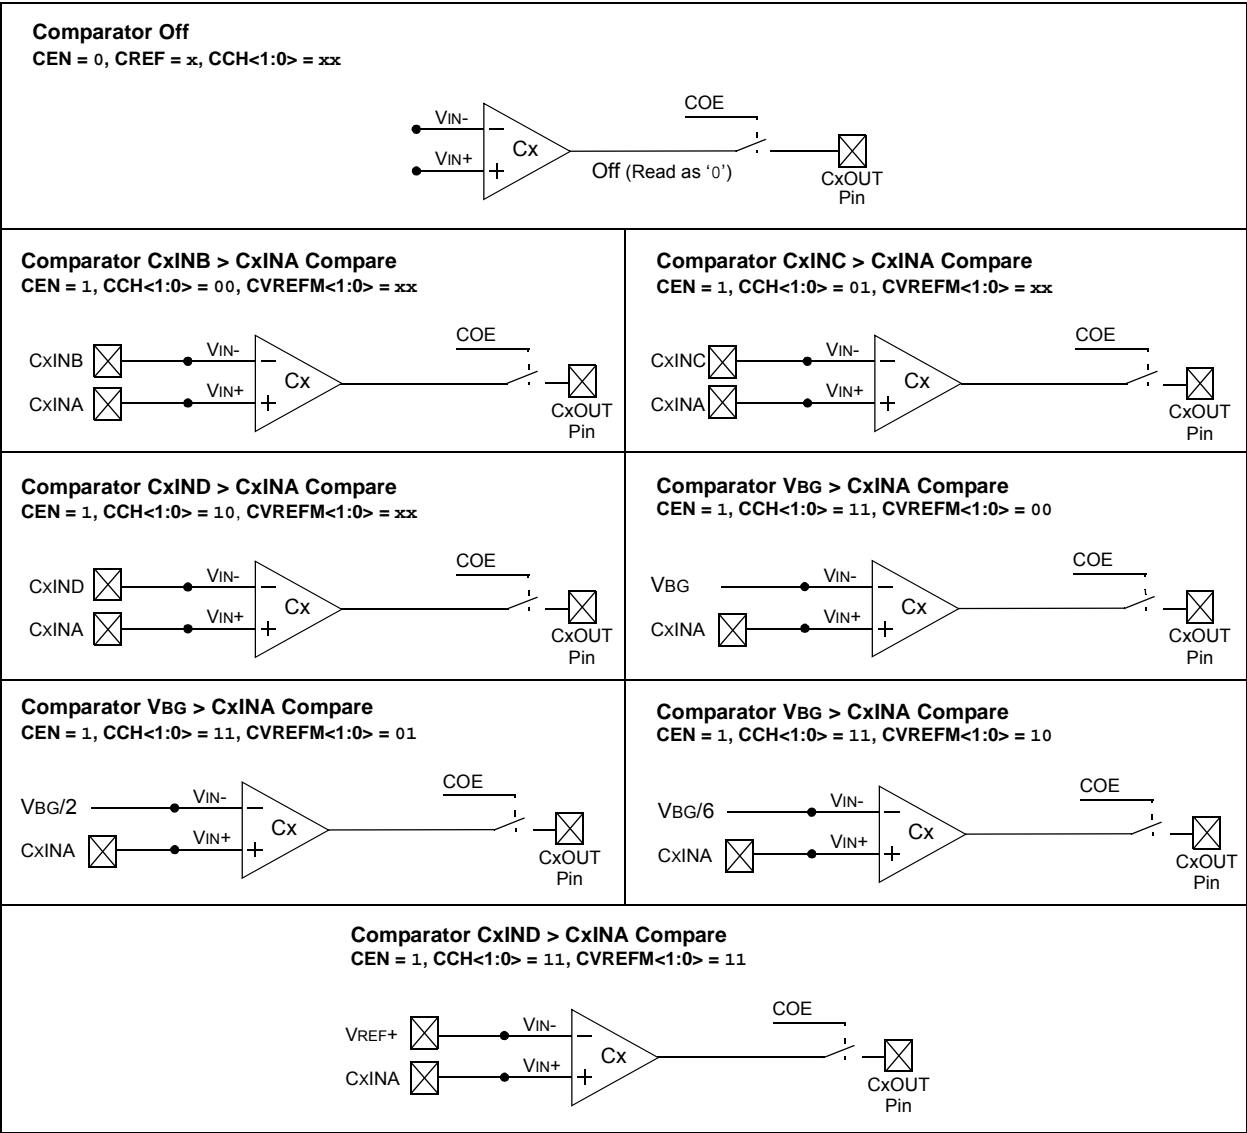 Comparator Off
CEN = 0, CREF = x, CCH<1:0> = xx
COE
VIN-
Cx
VIN+
Off (Read as ‘0’)
CxOUT
Pin
Comparator CxINB > CxINA Compare
CEN = 1, CCH<1:0> = 00, CVREFM<1:0> = xx
COE
CxINB
VIN-
Cx
CxINA
VIN+
CxOUT
Pin
Comparator CxINC > CxINA Compare
CEN = 1, CCH<1:0> = 01, CVREFM<1:0> = xx
COE
CxINC
VIN-
Cx
CxINA
VIN+
CxOUT
Pin
Comparator CxIND > CxINA Compare
CEN = 1, CCH<1:0> = 10, CVREFM<1:0> = xx
COE
CxIND
VIN-
Cx
CxINA
VIN+
CxOUT
Pin
Comparator VBG > CxINA Compare
CEN = 1, CCH<1:0> = 11, CVREFM<1:0> = 00
COE
VBG
VIN-
Cx
CxINA
VIN+
CxOUT
Pin
Comparator VBG > CxINA Compare
CEN = 1, CCH<1:0> = 11, CVREFM<1:0> = 01
COE
VBG/2
VIN-
Cx
CxINA
VIN+
CxOUT
Pin
Comparator VBG > CxINA Compare
CEN = 1, CCH<1:0> = 11, CVREFM<1:0> = 10
COE
VBG/6
VIN-
Cx
CxINA
VIN+
CxOUT
Pin
Comparator CxIND > CxINA Compare
CEN = 1, CCH<1:0> = 11, CVREFM<1:0> = 11
COE
VREF+
VIN-
Cx
CxINA
VIN+
CxOUT
Pin